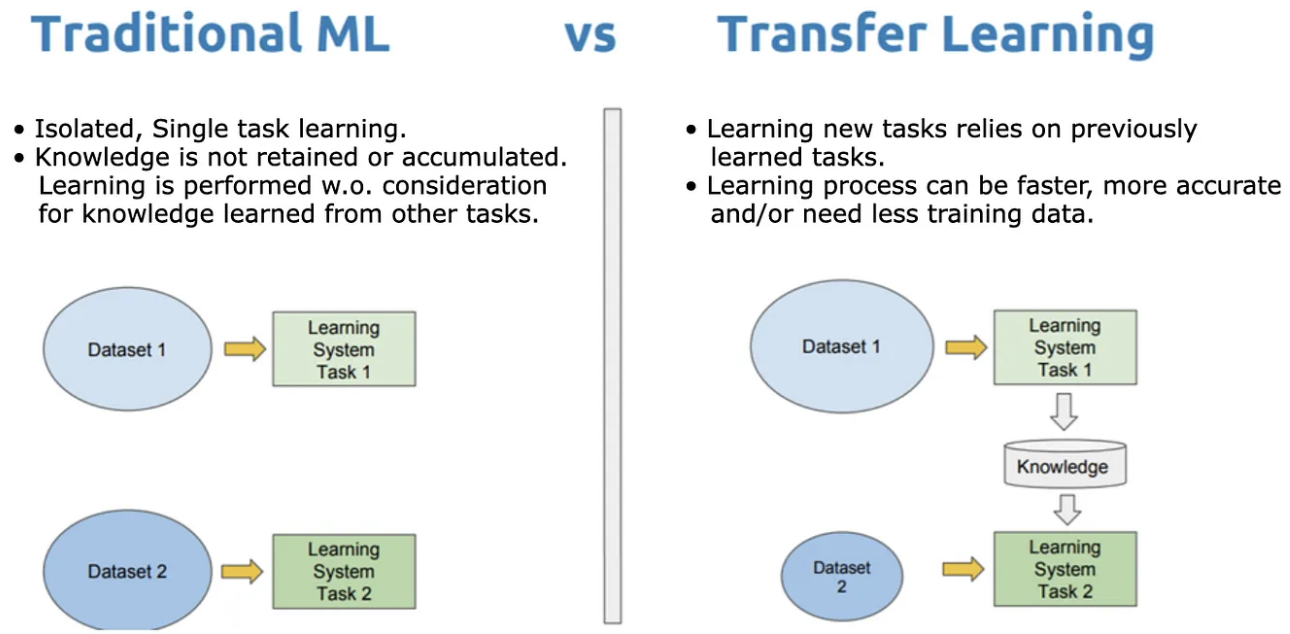 Traditional ML vs Transfer Learning
• Isolated, Single task learning.
• Knowledge is not retained or accumulated.
Learning is performed w.o. consideration
for knowledge learned from other tasks.
• Learning new tasks relies on previously
learned tasks.
• Learning process can be faster, more accurate
and/or need less training data.
Dataset 1
Learning
System
Task 1
Dataset 2
Learning
System
Task 2
Dataset 1
Learning
System
Task 1
Knowledge
Dataset
2
Learning
System
Task 2